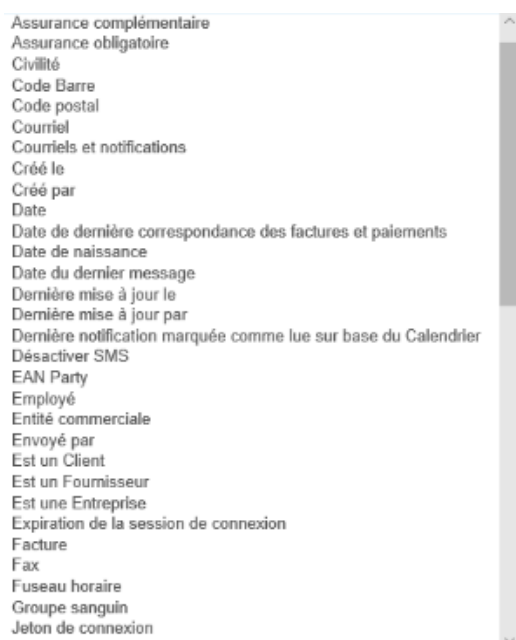 Assurance complémentaire
Assurance obligatoire
Civilité
Code Barre
Code postal
Courriel
Courriels et notifications
Créé le
Créé par
Date
Date de dernière correspondance des factures et paiements
Date de naissance
Date du dernier message
Dernière mise à jour le
Dernière mise à jour par
Dernière notification marquée comme lue sur base du Calendrier
Désactiver SMS
EAN Party
Employé
Entité commerciale
Envoyé par
Est un Client
Est un Fournisseur
Est une Entreprise
Expiration de la session de connexion
Facture
Fax
Fuseau horaire
Groupe sanguin
Jeton de connexion